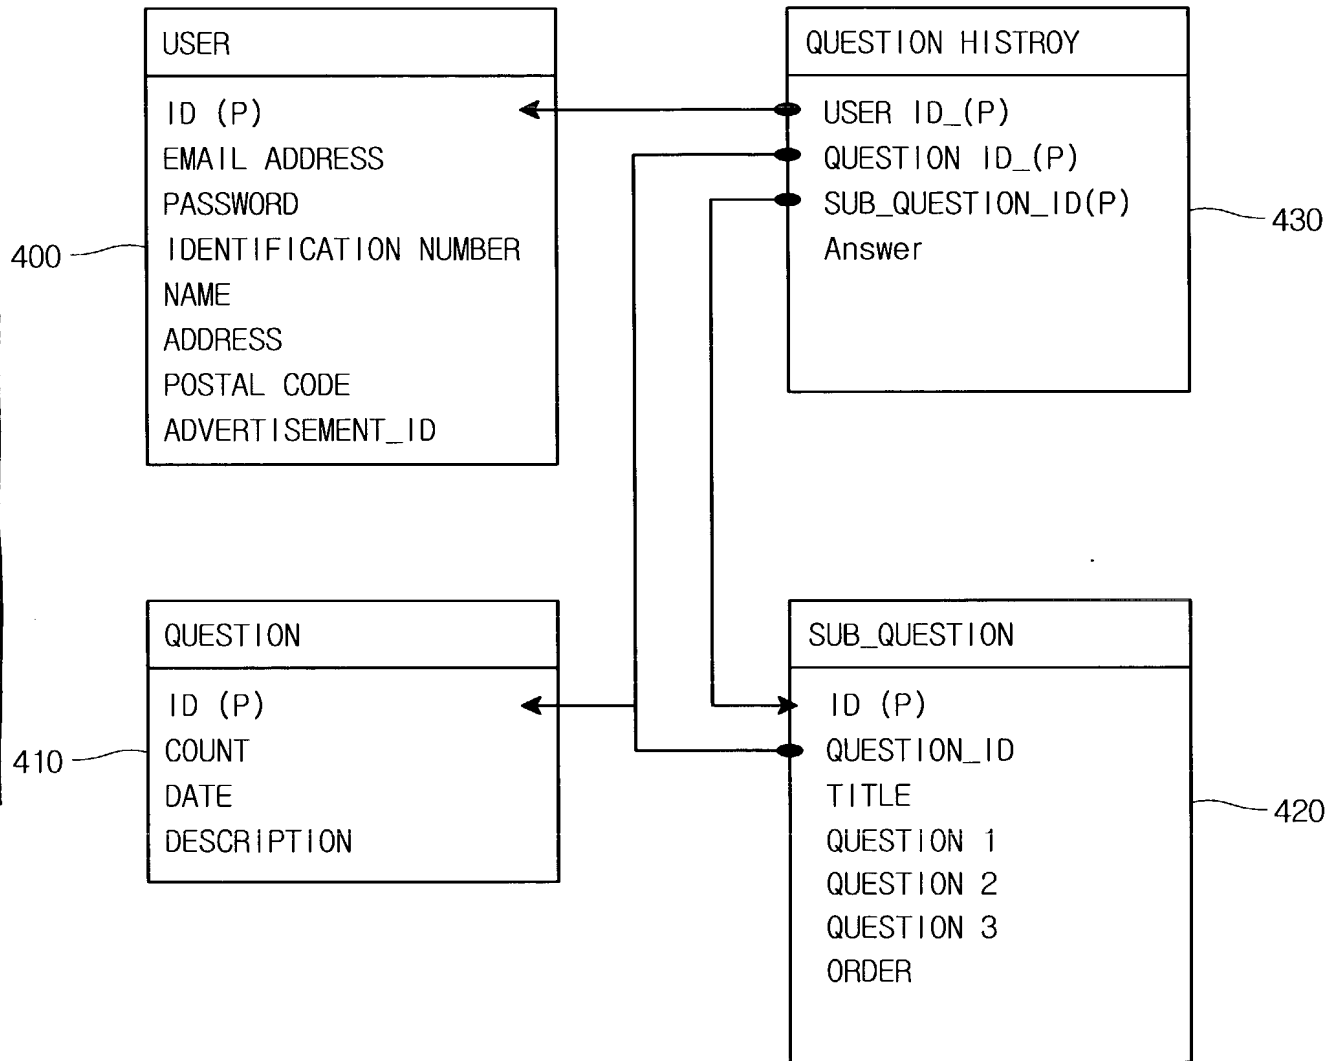 USER
ID (P)
EMAIL ADDRESS
PASSWORD
IDENTIFICATION NUMBER
NAME
ADDRESS
POSTAL CODE
ADVERTISEMENT_ID
400
QUESTION HISTROY
USER ID_(P)
QUESTION ID_(P)
SUB_QUESTION_ID(P)
Answer
430
QUESTION
ID (P)
COUNT
DATE
DESCRIPTION
410
SUB_QUESTION
ID (P)
QUESTION_ID
TITLE
QUESTION 1
QUESTION 2
QUESTION 3
ORDER
420